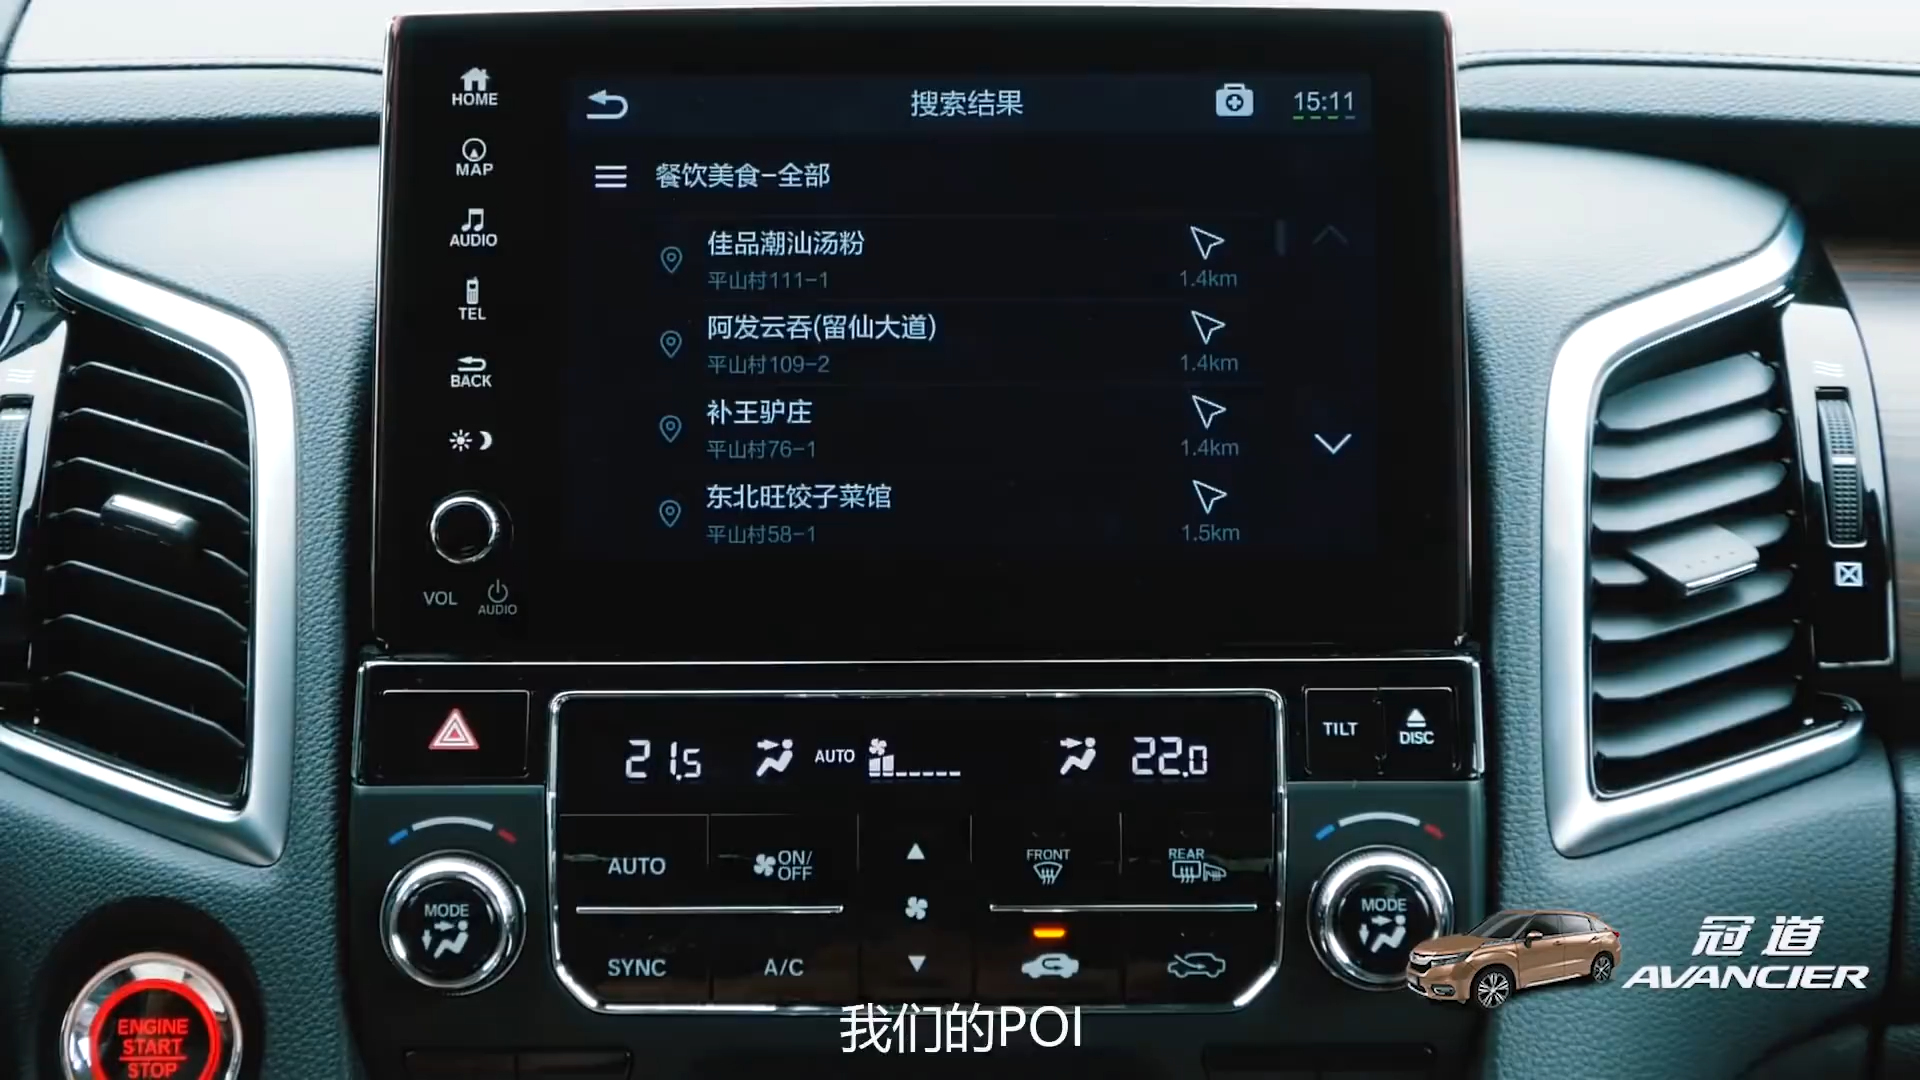 HOME
MAP
AUDIO
TEL
BACK
VOL
AUDIO
搜索结果
15:11
餐饮美食-全部
佳品潮汕汤粉
平山村111-1
1.4km
阿发云吞(留仙大道)
平山村109-2
1.4km
补王驴庄
平山村76-1
1.4km
东北旺饺子菜馆
平山村58-1
1.5km
21.5
AUTO
22.0
TILT
DISC
AUTO
ON/
OFF
FRONT
REAR
MODE
MODE
SYNC
A/C
ENGINE
START
STOP
冠道
AVANCIER
我们的POI